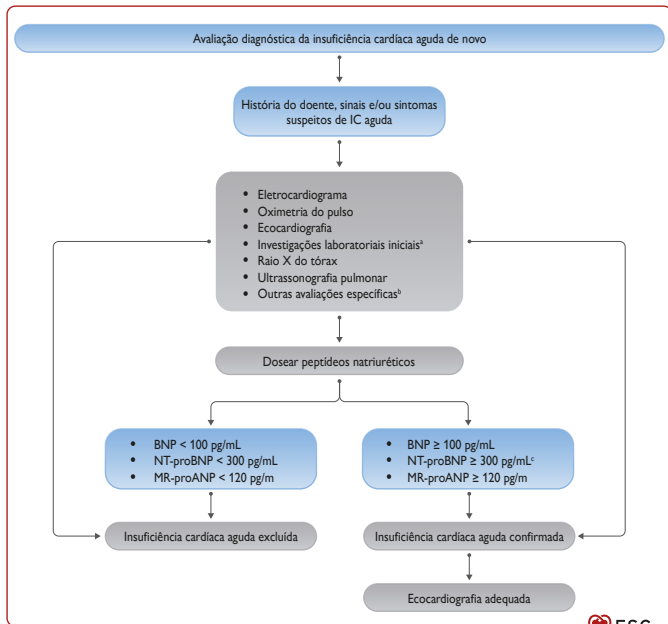 Avaliação diagnóstica da insuficiência cardíaca aguda de novo
História do doente, sinais e/ou sintomas
suspeitos de IC aguda
• Eletrocardiograma
• Oximetria do pulso
• Ecocardiografia
• Investigações laboratoriais iniciaisᵃ
• Raio X do tórax
• Ultrassonografia pulmonar
• Outras avaliações específicasᵇ
Dosear peptídeos natriuréticos
• BNP < 100 pg/mL
• NT-proBNP < 300 pg/mL
• MR-proANP < 120 pg/m
• BNP ≥ 100 pg/mL
• NT-proBNP ≥ 300 pg/mLᶜ
• MR-proANP ≥ 120 pg/m
Insuficiência cardíaca aguda excluída
Insuficiência cardíaca aguda confirmada
Ecocardiografia adequada
ESC